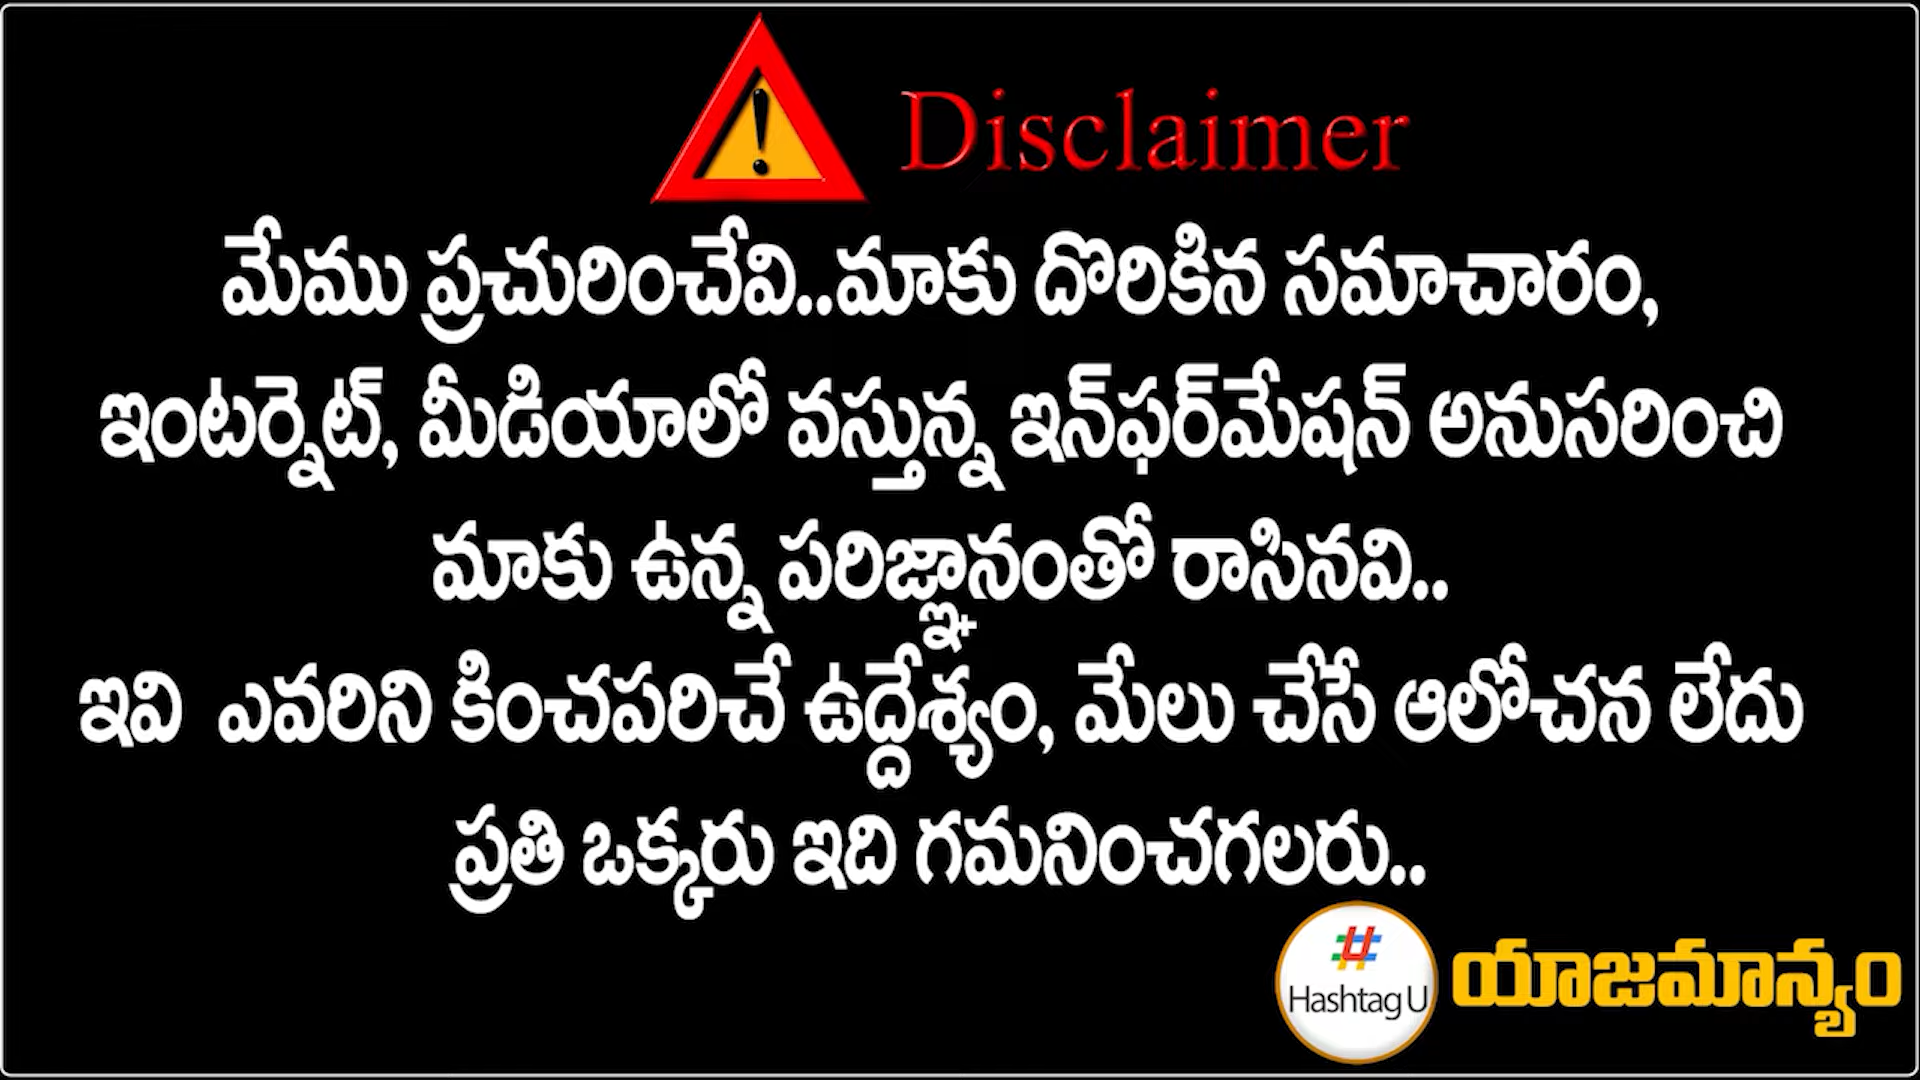 Disclaimer
మేము ప్రచురించేవి..మాకు దొరికిన సమాచారం,
ఇంటర్నెట్, మీడియాలో వస్తున్న ఇన్‌ఫర్‌మేషన్ అనుసరించి
మాకు ఉన్న పరిజ్ఞానంతో రాసినవి..
ఇవి ఎవరిని కించపరిచే ఉద్దేశ్యం, మేలు చేసే ఆలోచన లేదు
ప్రతి ఒక్కరు ఇది గమనించగలరు..
Hashtag U
యాజమాన్యం